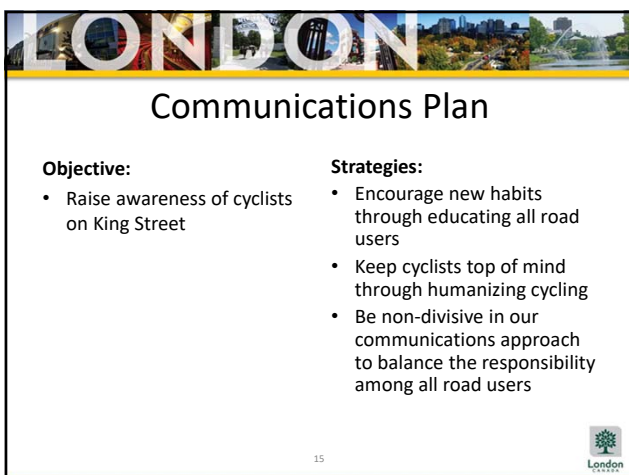 LONDON
Communications Plan
Objective:
• Raise awareness of cyclists
on King Street
Strategies:
• Encourage new habits
through educating all road
users
• Keep cyclists top of mind
through humanizing cycling
• Be non-divisive in our
communications approach
to balance the responsibility
among all road users
15
London
CANADA